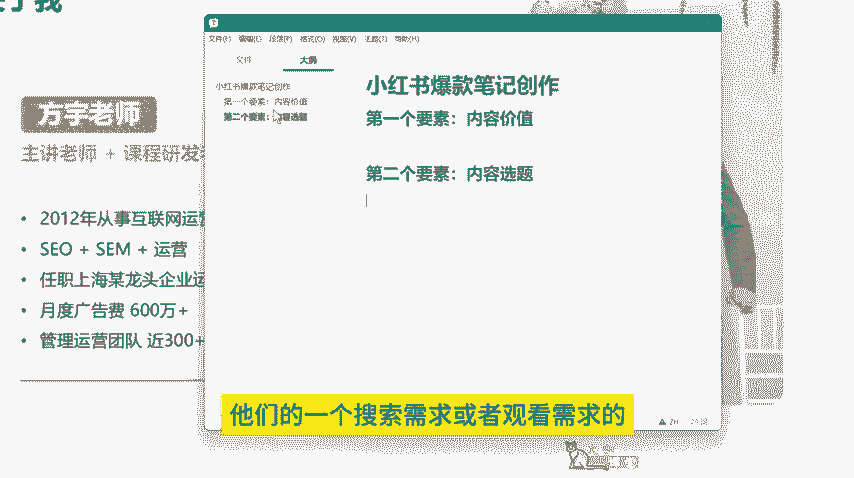 了我
方宇老师
主讲老师 + 课程研发
2012年从事互联网运营
SEO + SEM + 运营
任职上海某龙头企业运
月度广告费 600万+
管理运营团队 近300+
文件(F) 编辑(E) 段落(P) 格式(O) 视图(V) 主题(T) 帮助(H)
文件 大纲
小红书爆款笔记创作
第一个要素：内容价值
第二个要素：内容选题
小红书爆款笔记创作
第一个要素：内容价值
第二个要素：内容选题
他们的一个搜索需求或者观看需求的